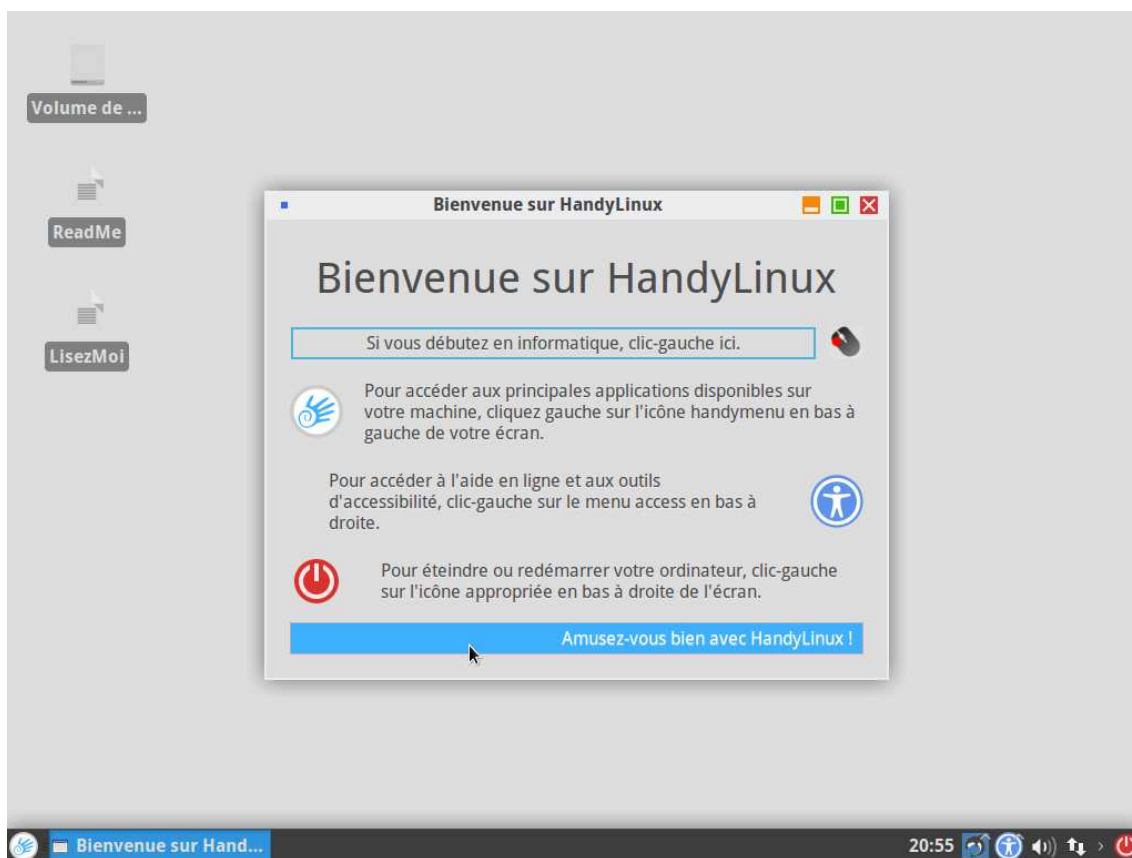 Volume de ...
ReadMe
LisezMoi
Bienvenue sur HandyLinux
Bienvenue sur HandyLinux
Si vous débutez en informatique, clic-gauche ici.
Pour accéder aux principales applications disponibles sur
votre machine, cliquez gauche sur l'icône handymenu en bas à
gauche de votre écran.
Pour accéder à l'aide en ligne et aux outils
d'accessibilité, clic-gauche sur le menu access en bas à
droite.
Pour éteindre ou redémarrer votre ordinateur, clic-gauche
sur l'icône appropriée en bas à droite de l'écran.
Amusez-vous bien avec HandyLinux !
Bienvenue sur Hand...
20:55